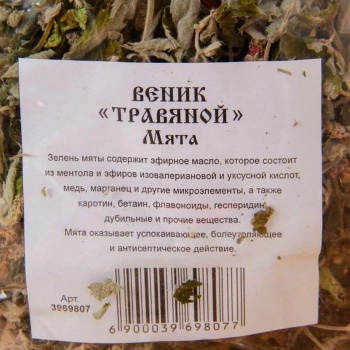 ВЕНИК
«ТРАВЯНОЙ»
МЯТА
Зелень мяты содержит эфирное масло, которое состоит
из ментола и эфиров изовалериановой и уксусной кислот,
медь, марганец и другие микроэлементы, а также
каротин, бетаин, флавоноиды, гесперидин,
дубильные и прочие вещества.
Мята оказывает успокаивающее, болеутоляющее
и антисептическое действие.
Арт.
3969807
6 900039 698077